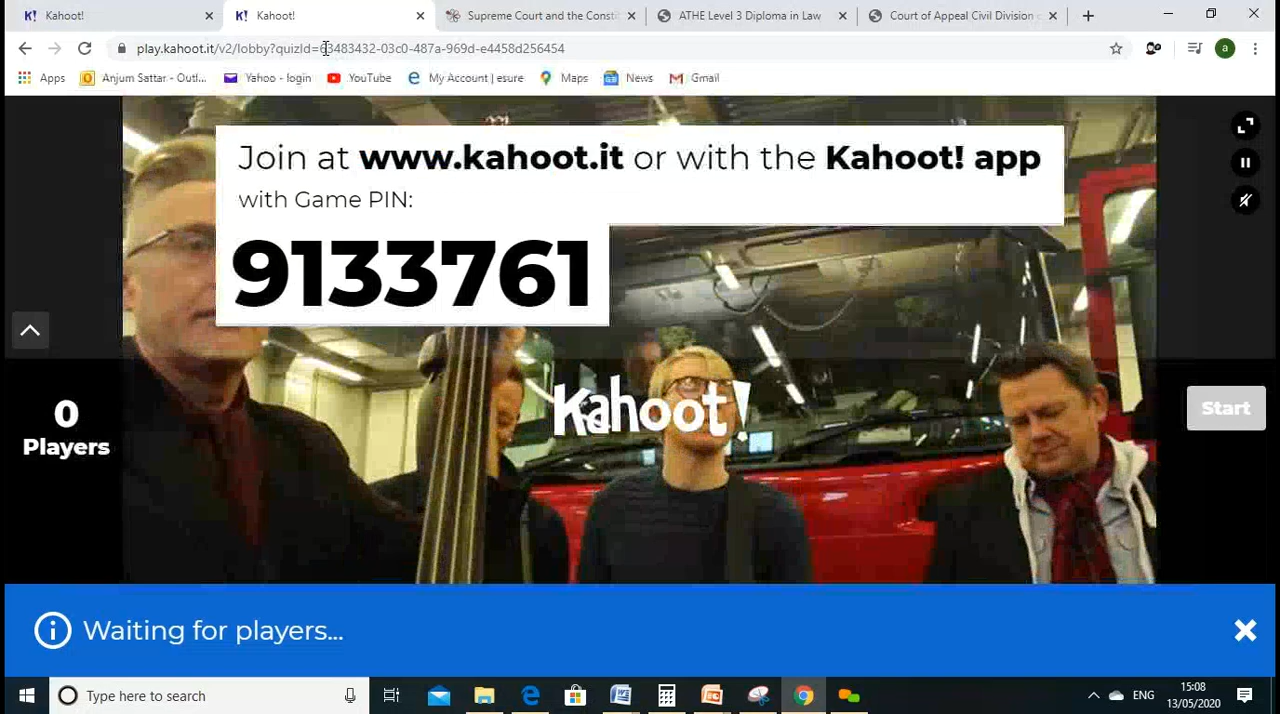 Kahoot!
Kahoot!
Supreme Court and the Consti
ATHE Level 3 Diploma in Law
Court of Appeal Civil Division c
play.kahoot.it/v2/lobby?quizId=63483432-03c0-487a-969d-e4458d256454
a
Apps
Anjum Sattar - Outl...
Yahoo - login
YouTube
My Account | esure
Maps
News
Gmail
Join at www.kahoot.it or with the Kahoot! app
with Game PIN:
9133761
Kahoot!
0
Players
Start
Waiting for players...
Type here to search
ENG
15:08
13/05/2020